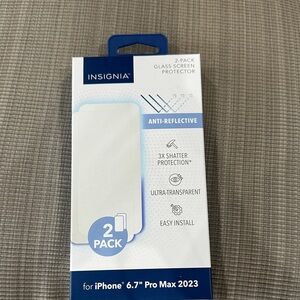 INSIGNIA™
2-PACK
GLASS SCREEN
PROTECTOR
ANTI-REFLECTIVE
3X SHATTER
PROTECTION*
ULTRA-TRANSPARENT
EASY INSTALL
2
PACK
for iPhone® 6.7" Pro Max 2023